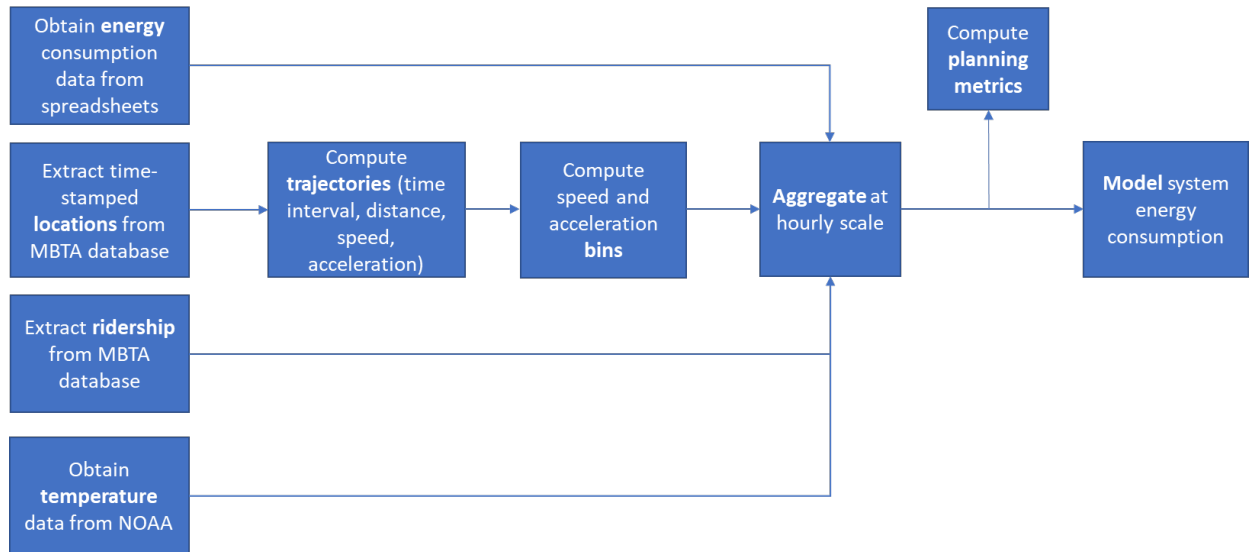 Obtain energy
consumption
data from
spreadsheets
Compute
planning
metrics
Extract time-
stamped
locations from
MBTA database
Compute
trajectories (time
interval, distance,
speed,
acceleration)
Compute
speed and
acceleration
bins
Aggregate at
hourly scale
Model system
energy
consumption
Extract ridership
from MBTA
database
Obtain
temperature
data from NOAA